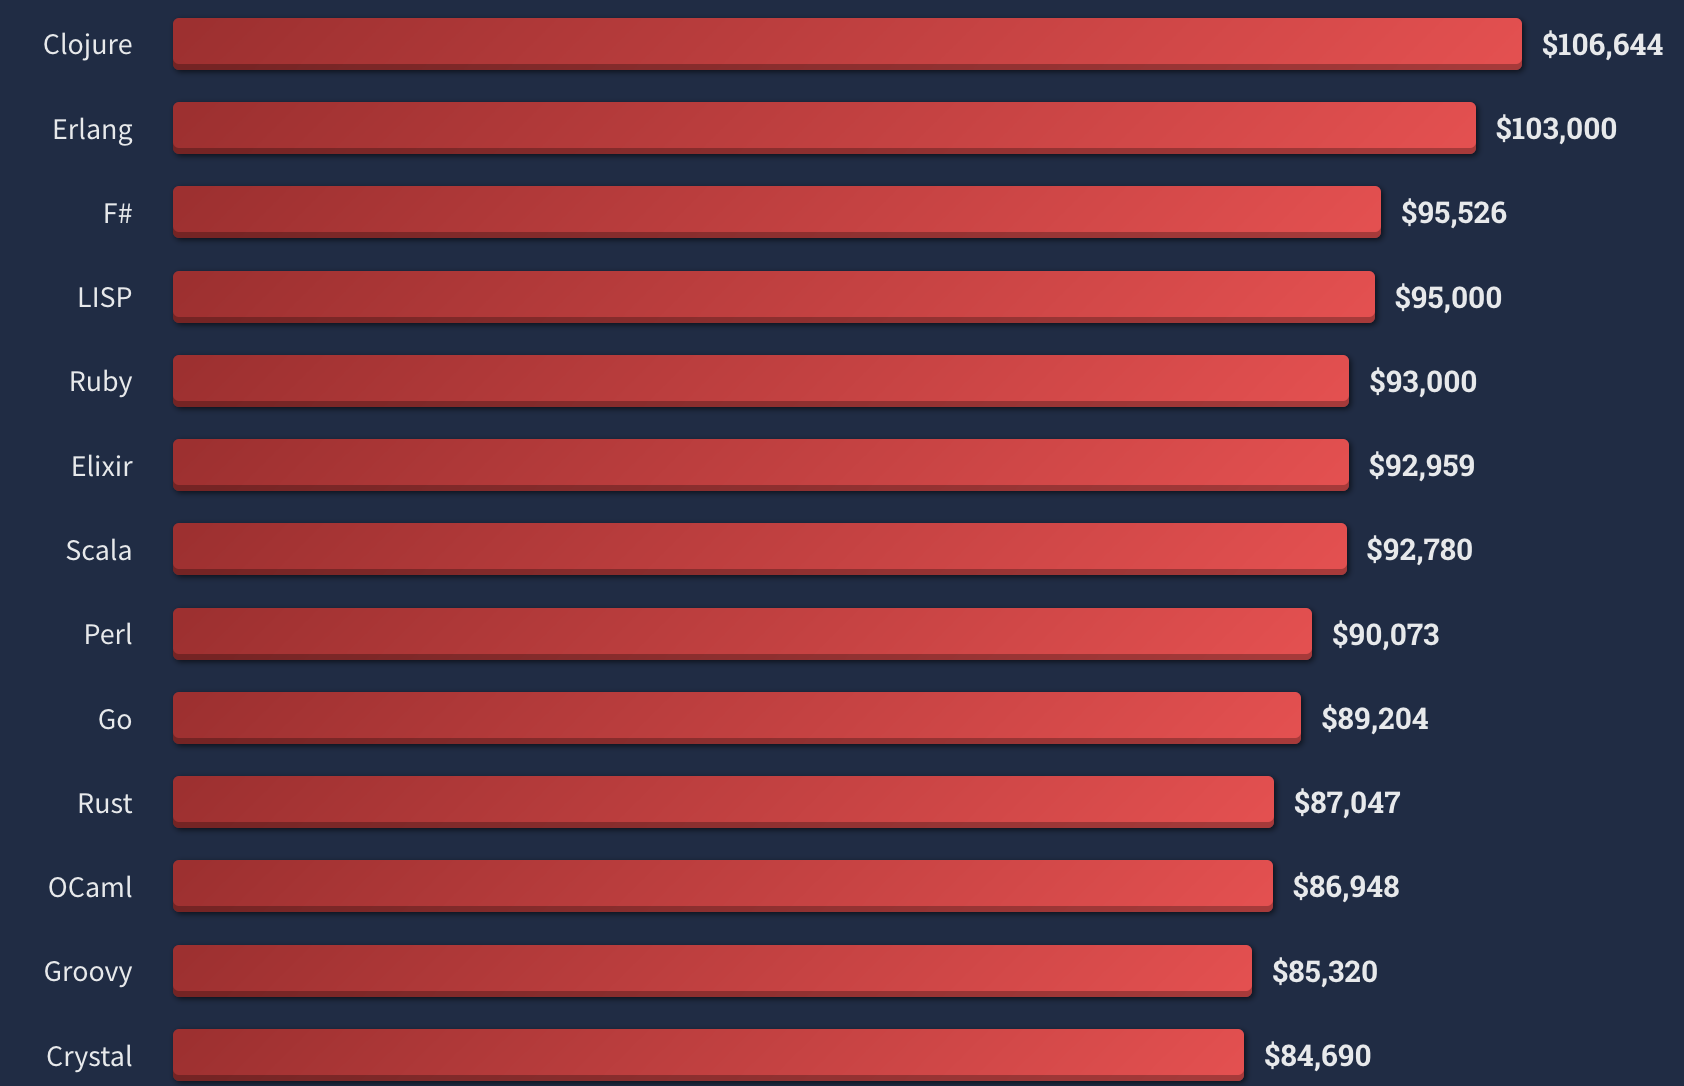 Clojure $106,644
Erlang $103,000
F# $95,526
LISP $95,000
Ruby $93,000
Elixir $92,959
Scala $92,780
Perl $90,073
Go $89,204
Rust $87,047
OCaml $86,948
Groovy $85,320
Crystal $84,690